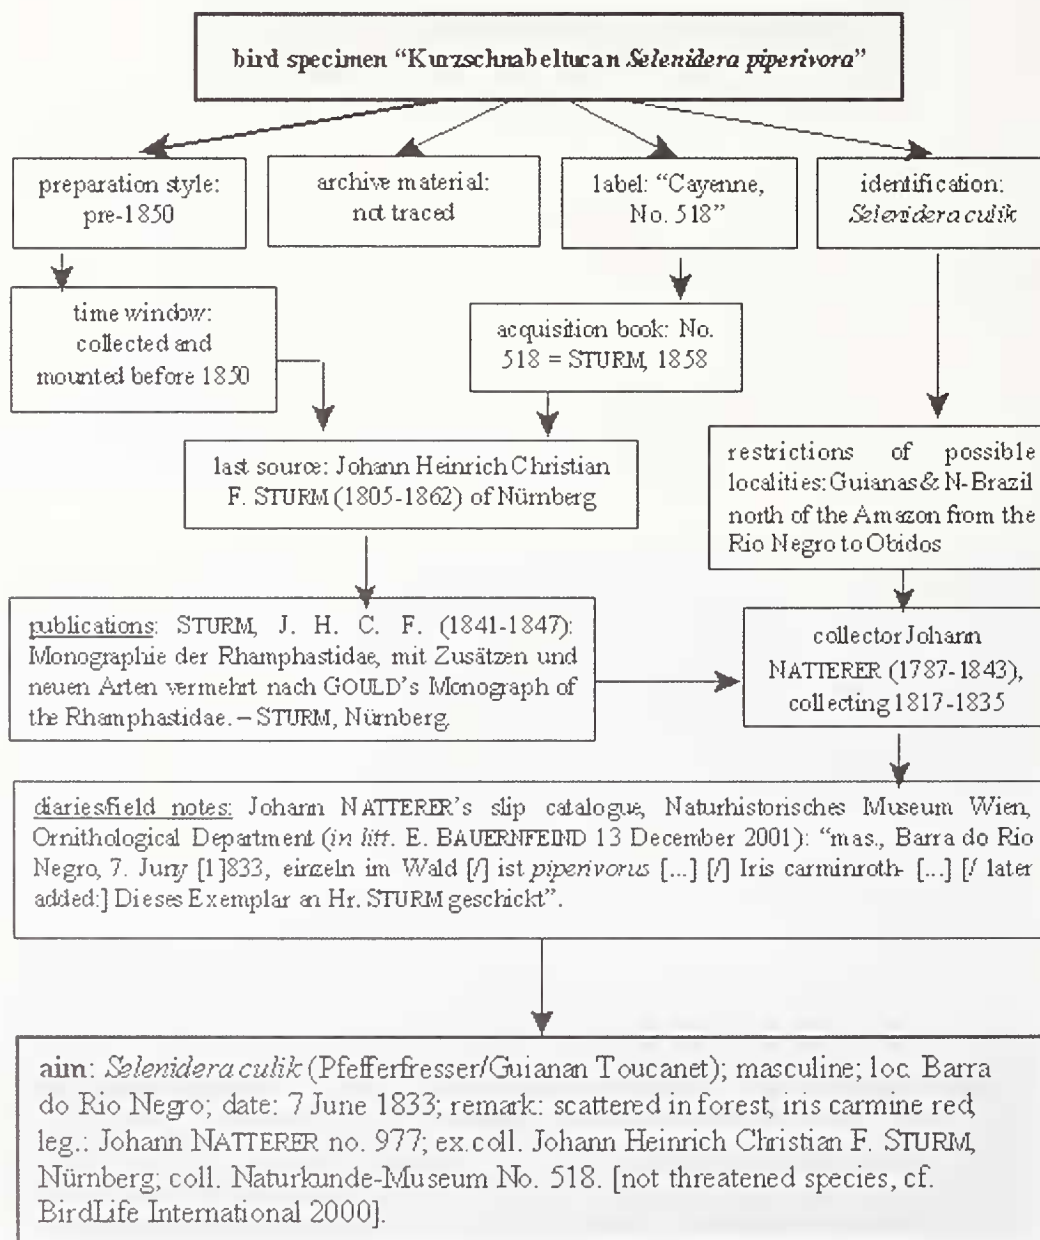 bird specimen “Kurzschnabeltucan Selenidera piperivora”
preparation style:
pre-1850
archive material:
not traced
label: “Cayenne,
No. 518”
identification:
Selenidera culik
time window:
collected and
mounted before 1850
acquisition book: No.
518 = STURM, 1858
last source: Johann Heinrich Christian
F. STURM (1805-1862) of Nürnberg
restrictions of possible
localities: Guianas & N-Brazil
north of the Amazon from the
Rio Negro to Obidos
publications: STURM, J. H. C. F. (1841-1847):
Monographie der Rhamphastidae, mit Zusätzen und
neuen Arten vermehrt nach GOULD’s Monograph of
the Rhamphastidae. – STURM, Nürnberg.
collector Johann
NATTERER (1787-1843),
collecting 1817-1835
diaries/field notes: Johann NATTERER’s slip catalogue, Naturhistorisches Museum Wien,
Ornithological Department (in litt. E. BAUERNFEIND 13 December 2001): “mas., Barra do Rio
Negro, 7. Juny [1]833, einzeln im Wald [/] ist piperivorus [...] [/] Iris carminroth- [...] [/ later
added:] Dieses Exemplar an Hr. STURM geschickt”.
aim: Selenidera culik (Pfefferfresser/Guianan Toucanet); masculine; loc. Barra
do Rio Negro; date: 7 June 1833; remark: scattered in forest, iris carmine red,
leg.: Johann NATTERER no. 977; ex. coll. Johann Heinrich Christian F. STURM,
Nürnberg; coll. Naturkunde-Museum No. 518. [not threatened species, cf.
BirdLife International 2000].